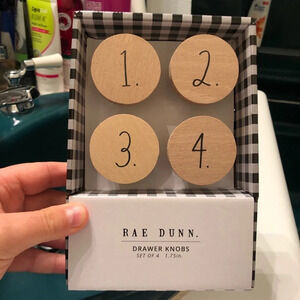 1.
2.
3.
4.
RAE DUNN.
DRAWER KNOBS
SET OF 4 1.75in.